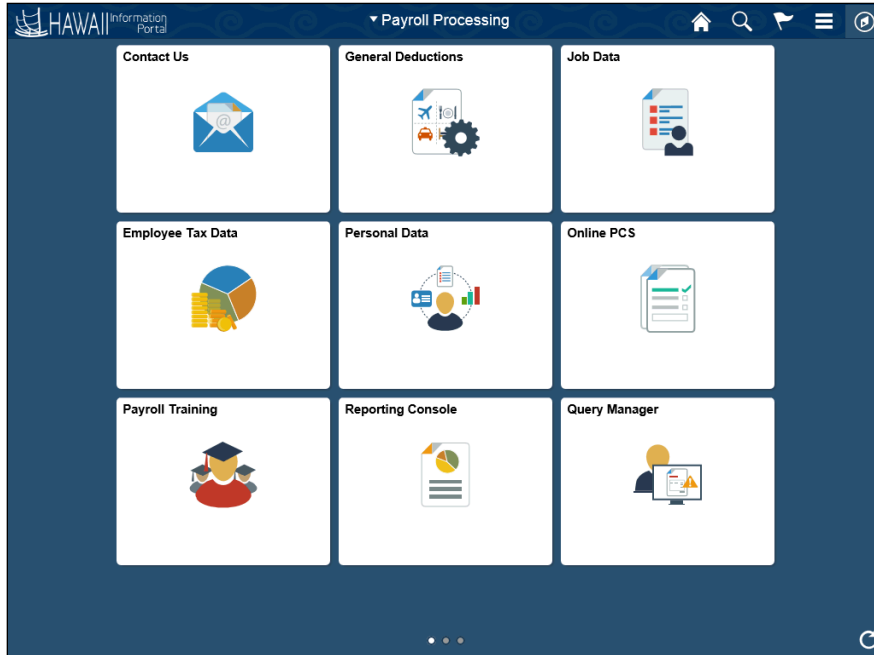 HAWAII Information
Portal
Payroll Processing
Contact Us
General Deductions
Job Data
@
Employee Tax Data
Personal Data
Online PCS
Payroll Training
Reporting Console
Query Manager